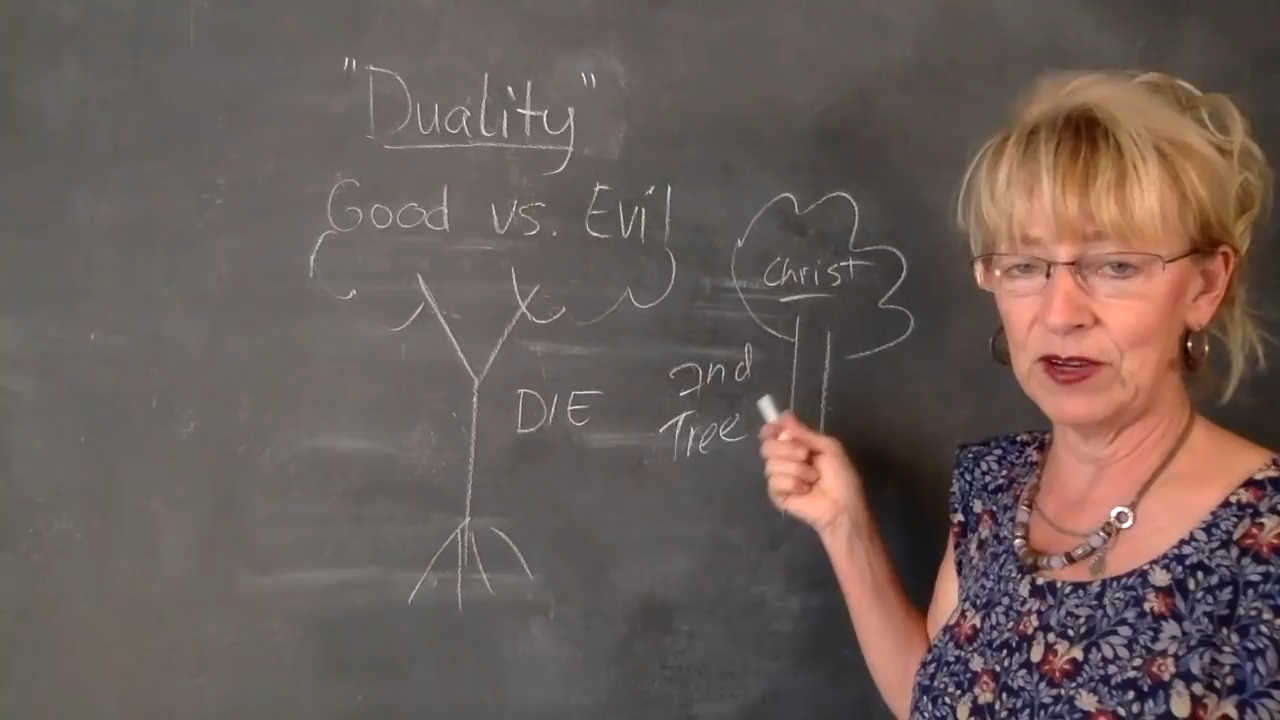 "Duality"
Good vs. Evil
Christ
DIE
2nd
Tree